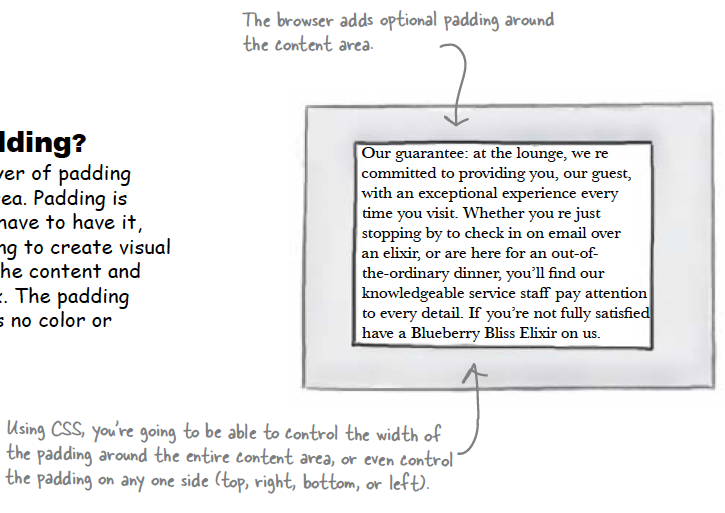 The browser adds optional padding around
the content area.
dding?
ver of padding
ea. Padding is
have to have it,
ng to create visual
he content and
x. The padding
s no color or
Our guarantee: at the lounge, we re
committed to providing you, our guest,
with an exceptional experience every
time you visit. Whether you re just
stopping by to check in on email over
an elixir, or are here for an out-of-
the-ordinary dinner, you’ll find our
knowledgeable service staff pay attention
to every detail. If you’re not fully satisfied
have a Blueberry Bliss Elixir on us.
Using CSS, you’re going to be able to control the width of
the padding around the entire content area, or even control
the padding on any one side (top, right, bottom, or left).